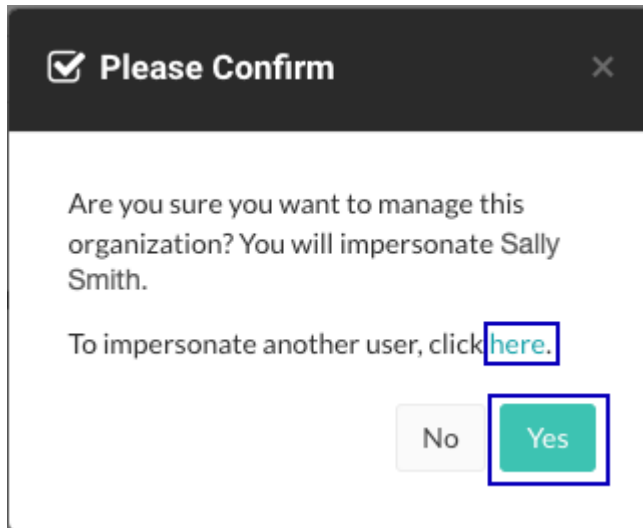 Please Confirm
×
Are you sure you want to manage this
organization? You will impersonate Sally
Smith.
To impersonate another user, click here.
No
Yes